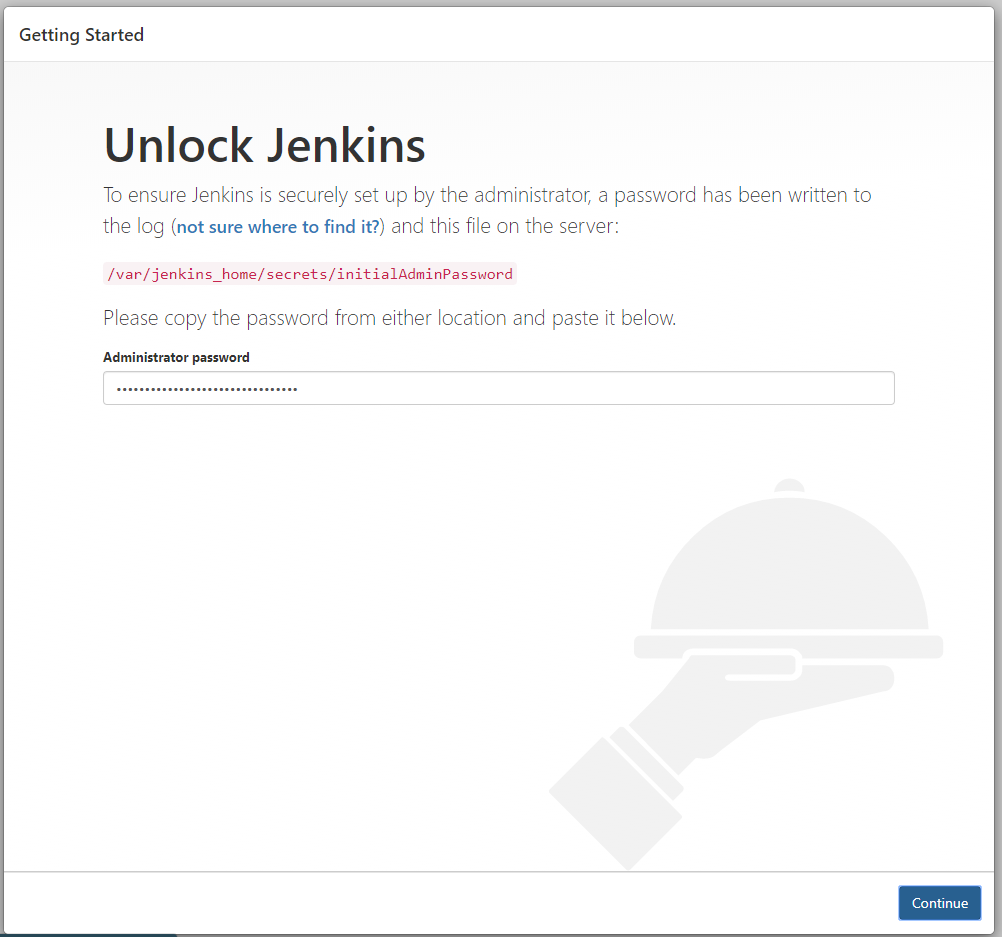 Getting Started
Unlock Jenkins
To ensure Jenkins is securely set up by the administrator, a password has been written to
the log (not sure where to find it?) and this file on the server:
/var/jenkins_home/secrets/initialAdminPassword
Please copy the password from either location and paste it below.
Administrator password
••••••••••••••••••••••••••••••••
Continue